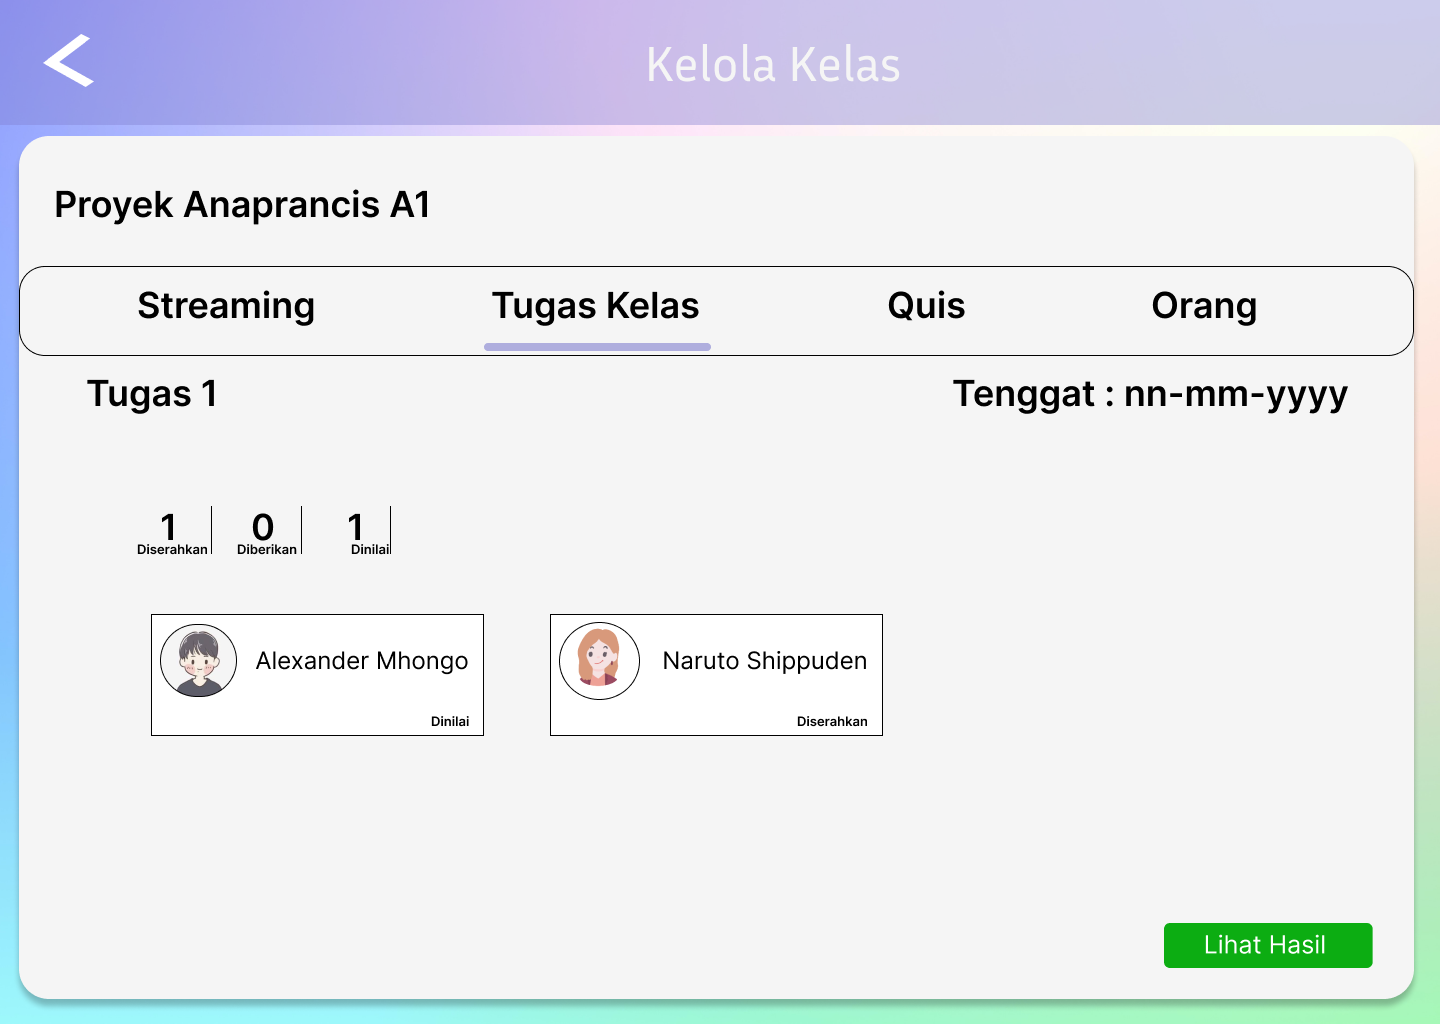 Kelola Kelas
Proyek Anaprancis A1
Streaming Tugas Kelas Quis Orang
Tugas 1 Tenggat : nn-mm-yyyy
1 0 1
Diserahkan Diberikan Dinilai
Alexander Mhongo Naruto Shippuden
Dinilai Diserahkan
Lihat Hasil